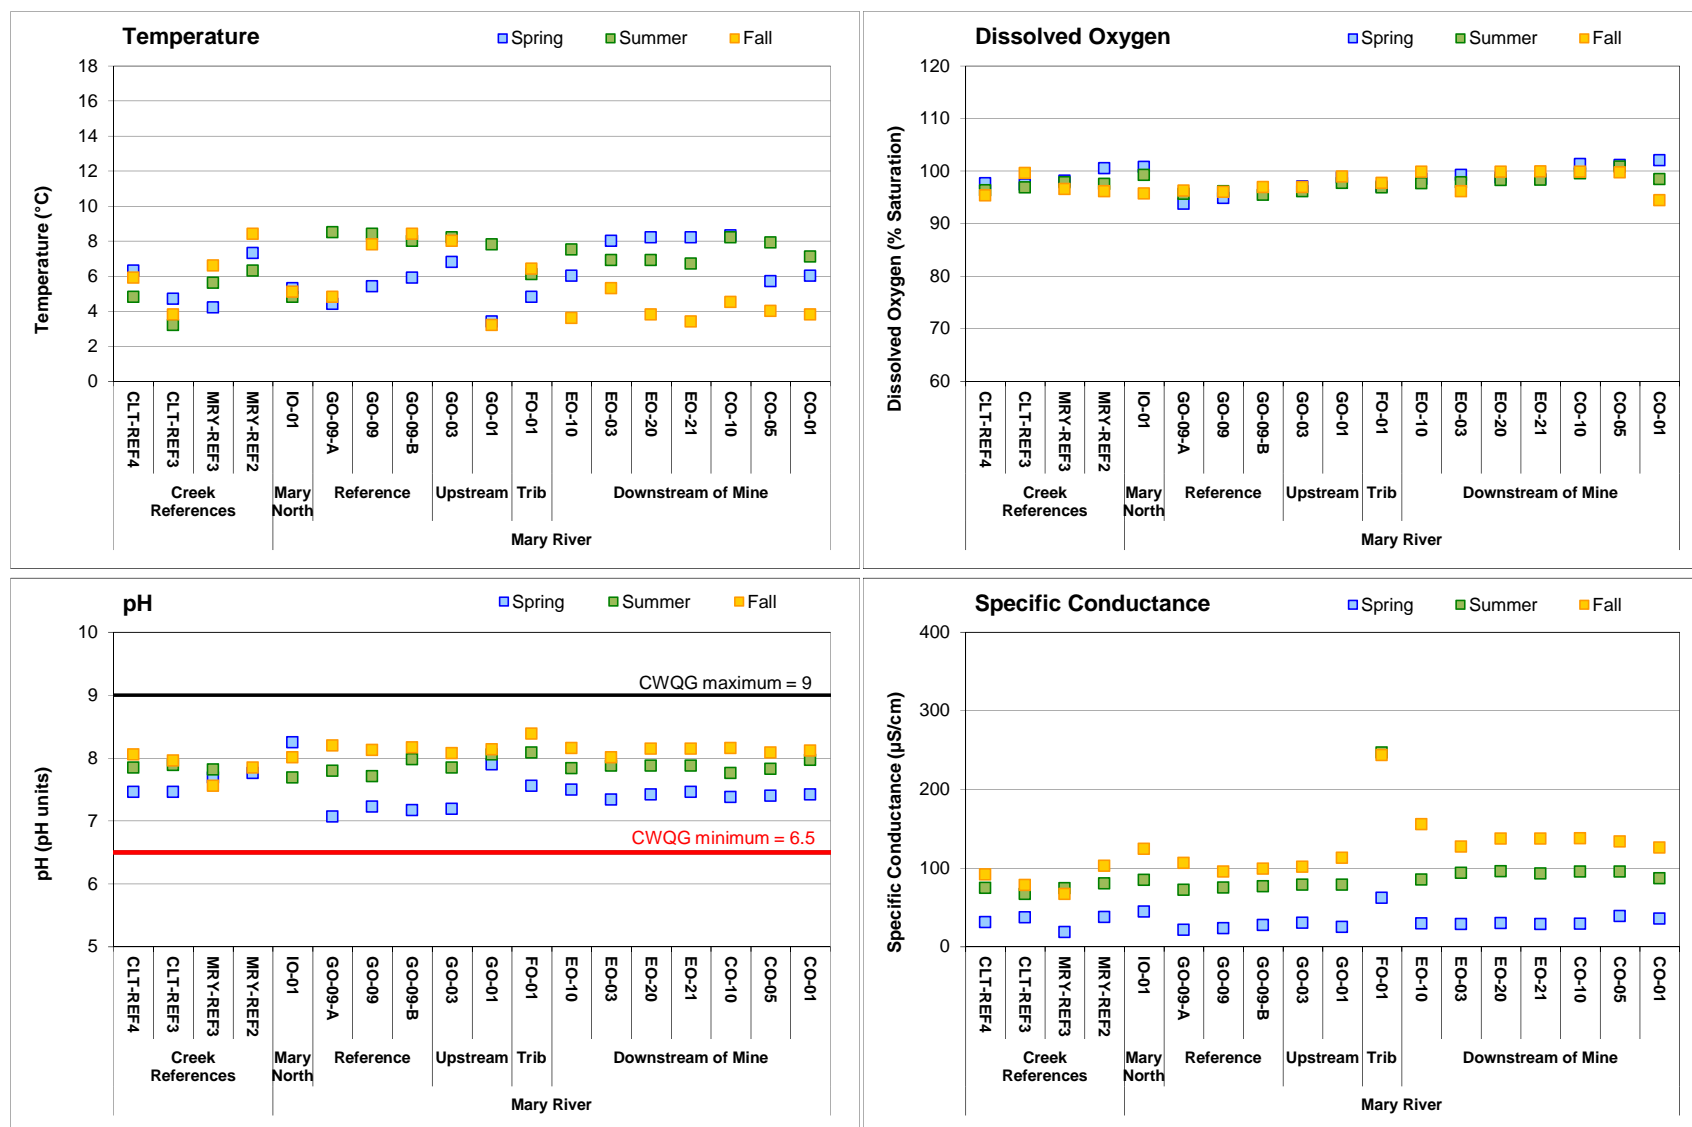 Temperature
Spring Summer Fall
Temperature (°C)
18
16
14
12
10
8
6
4
2
0
CLT-REF4 CLT-REF3 MRY-REF3 MRY-REF2 IO-01 GO-09-A GO-09 GO-09-B GO-03 GO-01 FO-01 EO-10 EO-03 EO-20 EO-21 CO-10 CO-05 CO-01
Creek References Mary North Reference Upstream Trib Downstream of Mine
Mary River
Dissolved Oxygen
Spring Summer Fall
Dissolved Oxygen (% Saturation)
120
110
100
90
80
70
60
CLT-REF4 CLT-REF3 MRY-REF3 MRY-REF2 IO-01 GO-09-A GO-09 GO-09-B GO-03 GO-01 FO-01 EO-10 EO-03 EO-20 EO-21 CO-10 CO-05 CO-01
Creek References Mary North Reference Upstream Trib Downstream of Mine
Mary River
pH
Spring Summer Fall
pH (pH units)
10
9
8
7
6
5
CWQG maximum = 9
CWQG minimum = 6.5
CLT-REF4 CLT-REF3 MRY-REF3 MRY-REF2 IO-01 GO-09-A GO-09 GO-09-B GO-03 GO-01 FO-01 EO-10 EO-03 EO-20 EO-21 CO-10 CO-05 CO-01
Creek References Mary North Reference Upstream Trib Downstream of Mine
Mary River
Specific Conductance
Spring Summer Fall
Specific Conductance (µS/cm)
400
300
200
100
0
CLT-REF4 CLT-REF3 MRY-REF3 MRY-REF2 IO-01 GO-09-A GO-09 GO-09-B GO-03 GO-01 FO-01 EO-10 EO-03 EO-20 EO-21 CO-10 CO-05 CO-01
Creek References Mary North Reference Upstream Trib Downstream of Mine
Mary River